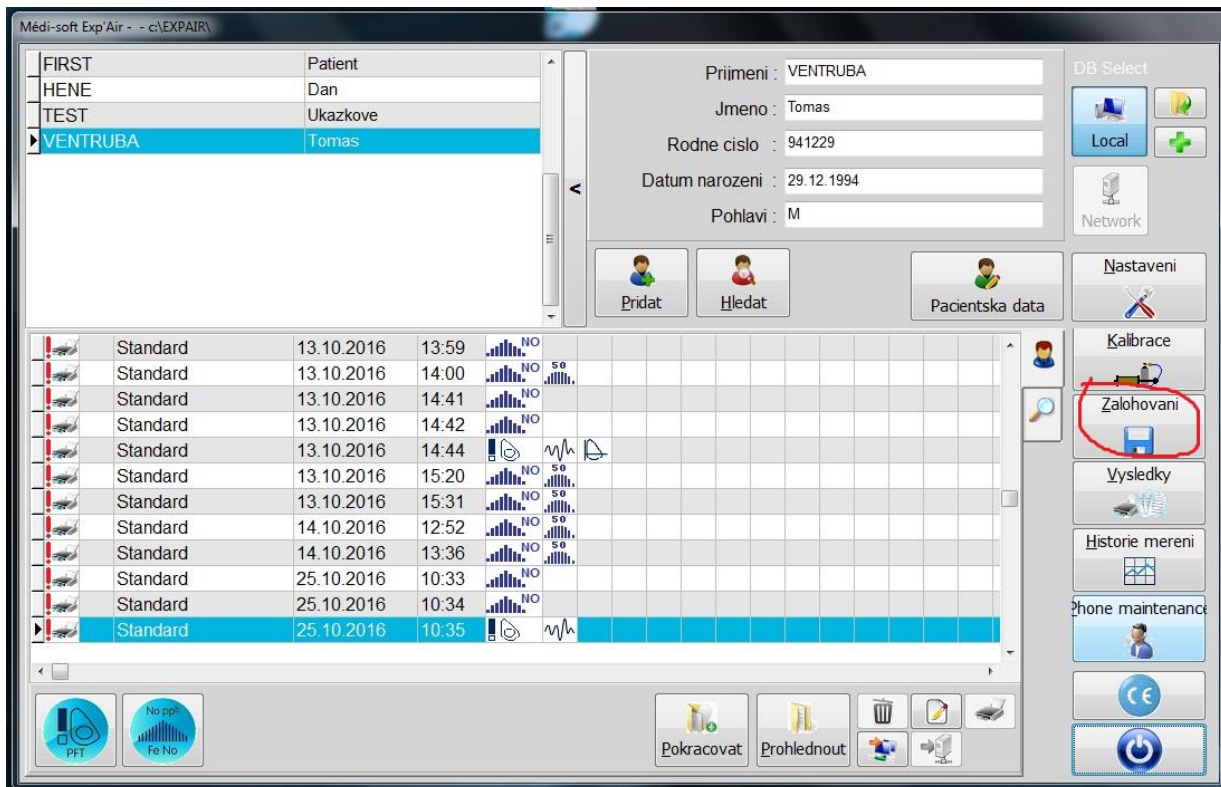 Médi-soft Exp'Air - - c:\EXPAIR\
FIRST Patient
HENE Dan
TEST Ukazkove
VENTRUBA Tomas
<
Prijmeni : VENTRUBA
Jmeno : Tomas
Rodne cislo : 941229
Datum narozeni : 29.12.1994
Pohlavi : M
Pridat
Hledat
Pacientska data
DB Select
Local
Network
Nastaveni
Kalibrace
Zalohovani
Vysledky
Historie mereni
Phone maintenance
CE
Standard 13.10.2016 13:59 NO
Standard 13.10.2016 14:00 NO 50
Standard 13.10.2016 14:41 NO
Standard 13.10.2016 14:42 NO
Standard 13.10.2016 14:44
Standard 13.10.2016 15:20 NO 50
Standard 13.10.2016 15:31 NO 50
Standard 14.10.2016 12:52 NO 50
Standard 14.10.2016 13:36 NO 50
Standard 25.10.2016 10:33 NO
Standard 25.10.2016 10:34 NO
Standard 25.10.2016 10:35
PFT
No ppb
Fe No
Pokracovat
Prohlednout